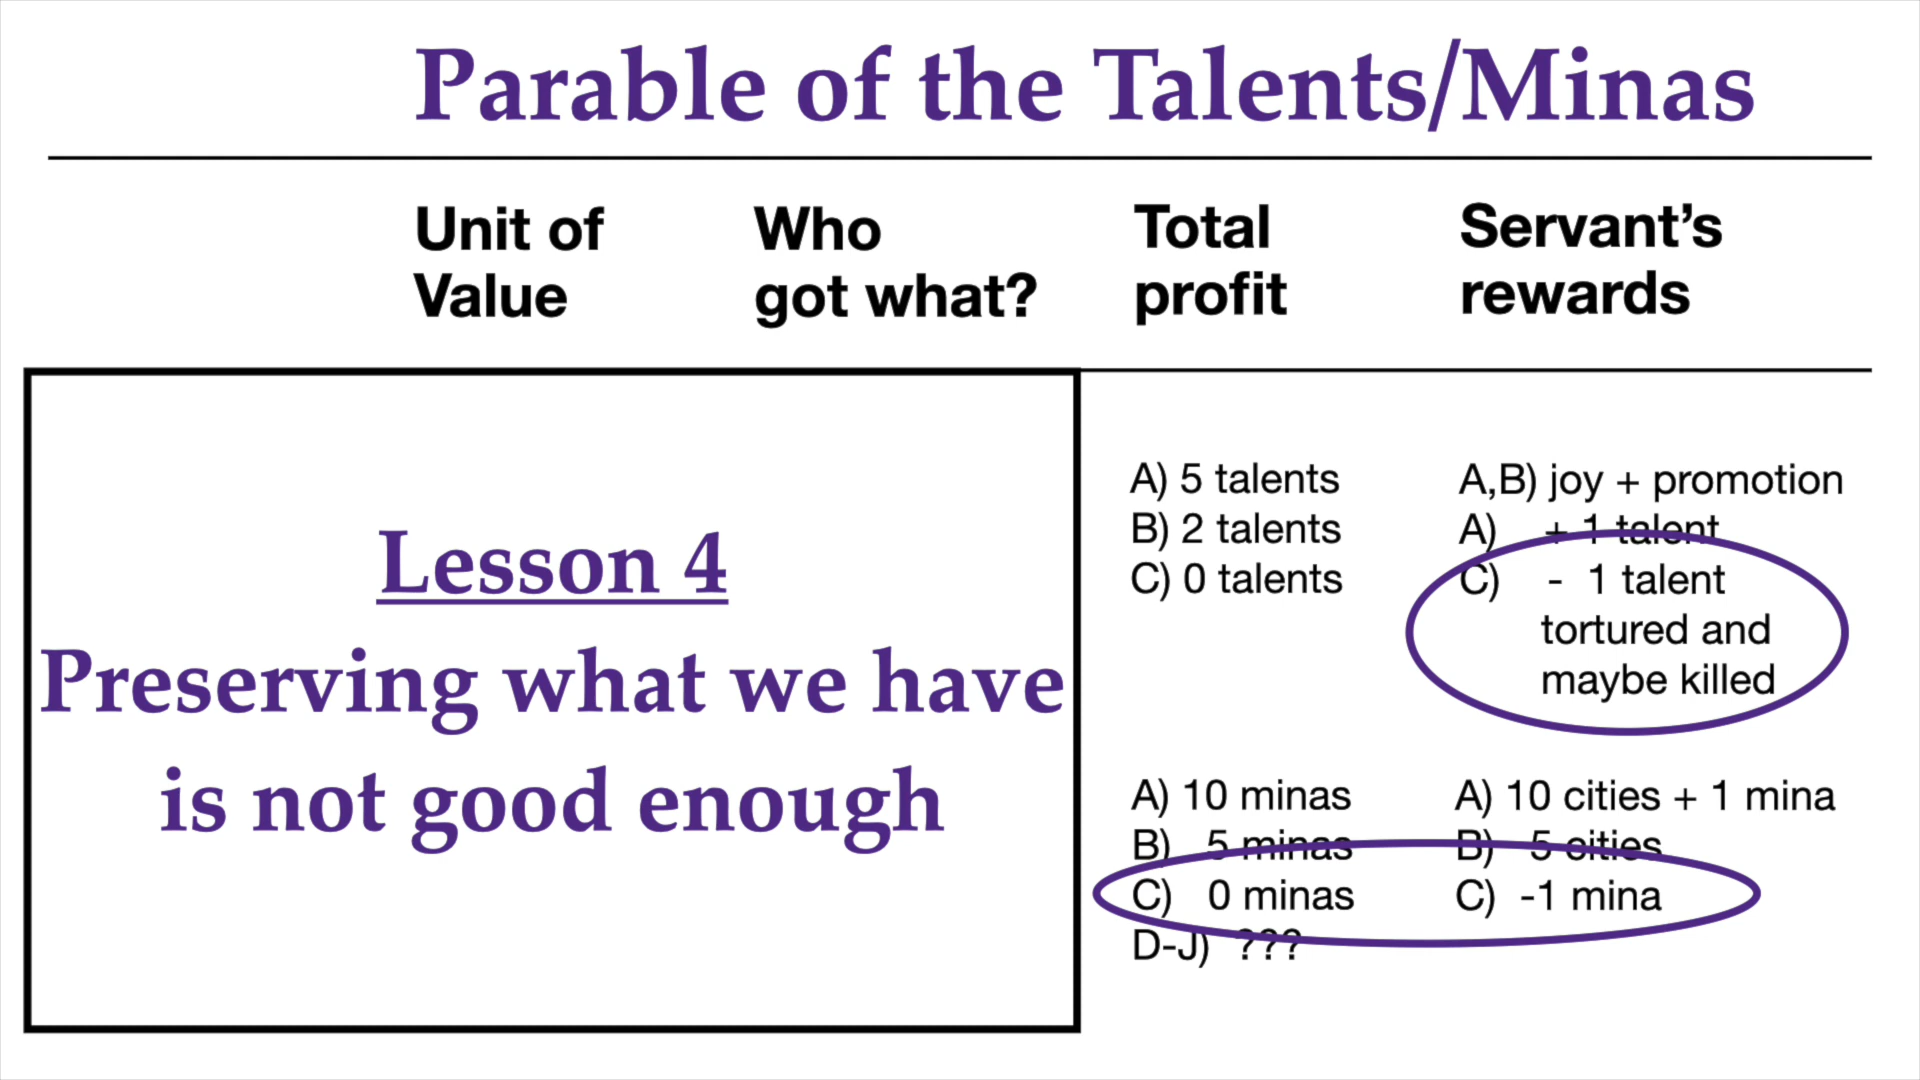 Parable of the Talents/Minas
Unit of
Value
Who
got what?
Total
profit
Servant’s
rewards
Lesson 4
Preserving what we have
is not good enough
A) 5 talents
B) 2 talents
C) 0 talents
A,B) joy + promotion
A) + 1 talent
C) - 1 talent
tortured and
maybe killed
A) 10 minas
B) 5 minas
C) 0 minas
D-J) ???
A) 10 cities + 1 mina
B) 5 cities
C) -1 mina